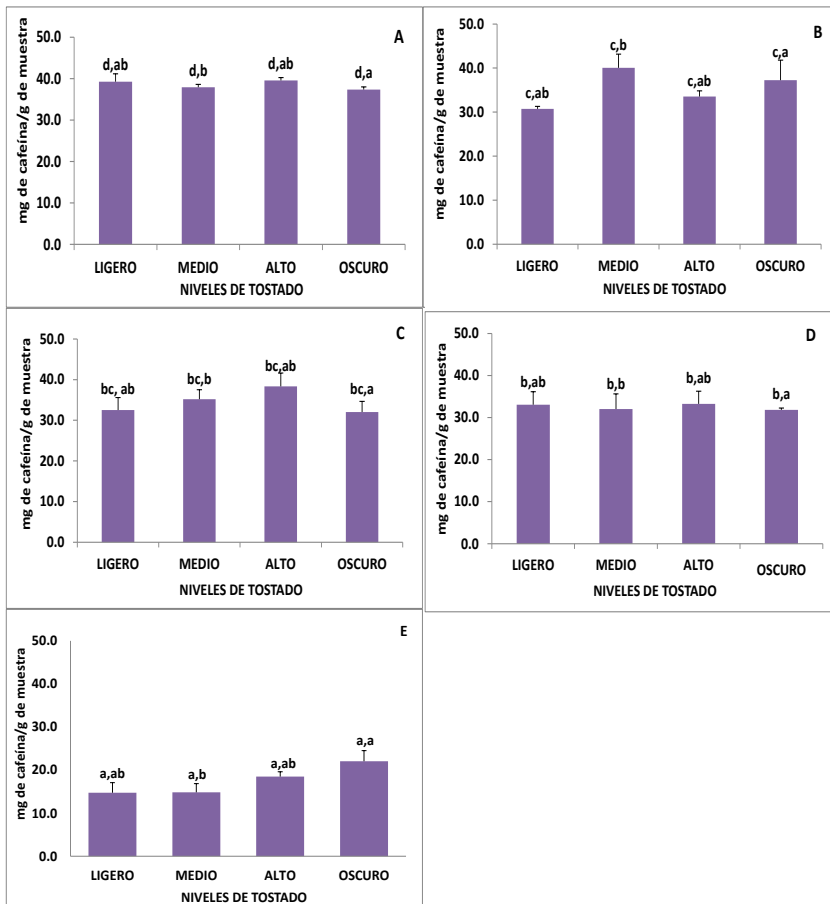 A
mg de cafeína/g de muestra
50.0
40.0
30.0
20.0
10.0
0.0
d,ab
d,b
d,ab
d,a
LIGERO
MEDIO
ALTO
OSCURO
NIVELES DE TOSTADO
B
mg de cafeína/g de muestra
50.0
40.0
30.0
20.0
10.0
0.0
c,ab
c,b
c,ab
c,a
LIGERO
MEDIO
ALTO
OSCURO
NIVELES DE TOSTADO
C
mg de cafeína/g de muestra
50.0
40.0
30.0
20.0
10.0
0.0
bc, ab
bc,b
bc,ab
bc,a
LIGERO
MEDIO
ALTO
OSCURO
NIVELES DE TOSTADO
D
mg de cafeína/g de muestra
50.0
40.0
30.0
20.0
10.0
0.0
b,ab
b,b
b,ab
b,a
LIGERO
MEDIO
ALTO
OSCURO
NIVELES DE TOSTADO
E
mg de cafeína/g de muestra
50.0
40.0
30.0
20.0
10.0
0.0
a,ab
a,b
a,ab
a,a
LIGERO
MEDIO
ALTO
OSCURO
NIVELES DE TOSTADO